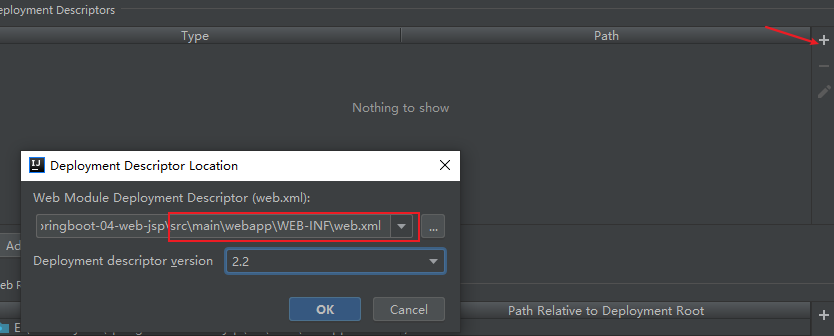 eployment Descriptors
Type Path
Nothing to show
Deployment Descriptor Location
Web Module Deployment Descriptor (web.xml):
pringboot-04-web-jsp\src\main\webapp\WEB-INF\web.xml
...
Ad
Deployment descriptor version 2.2
eb R
OK Cancel
Path Relative to Deployment Root